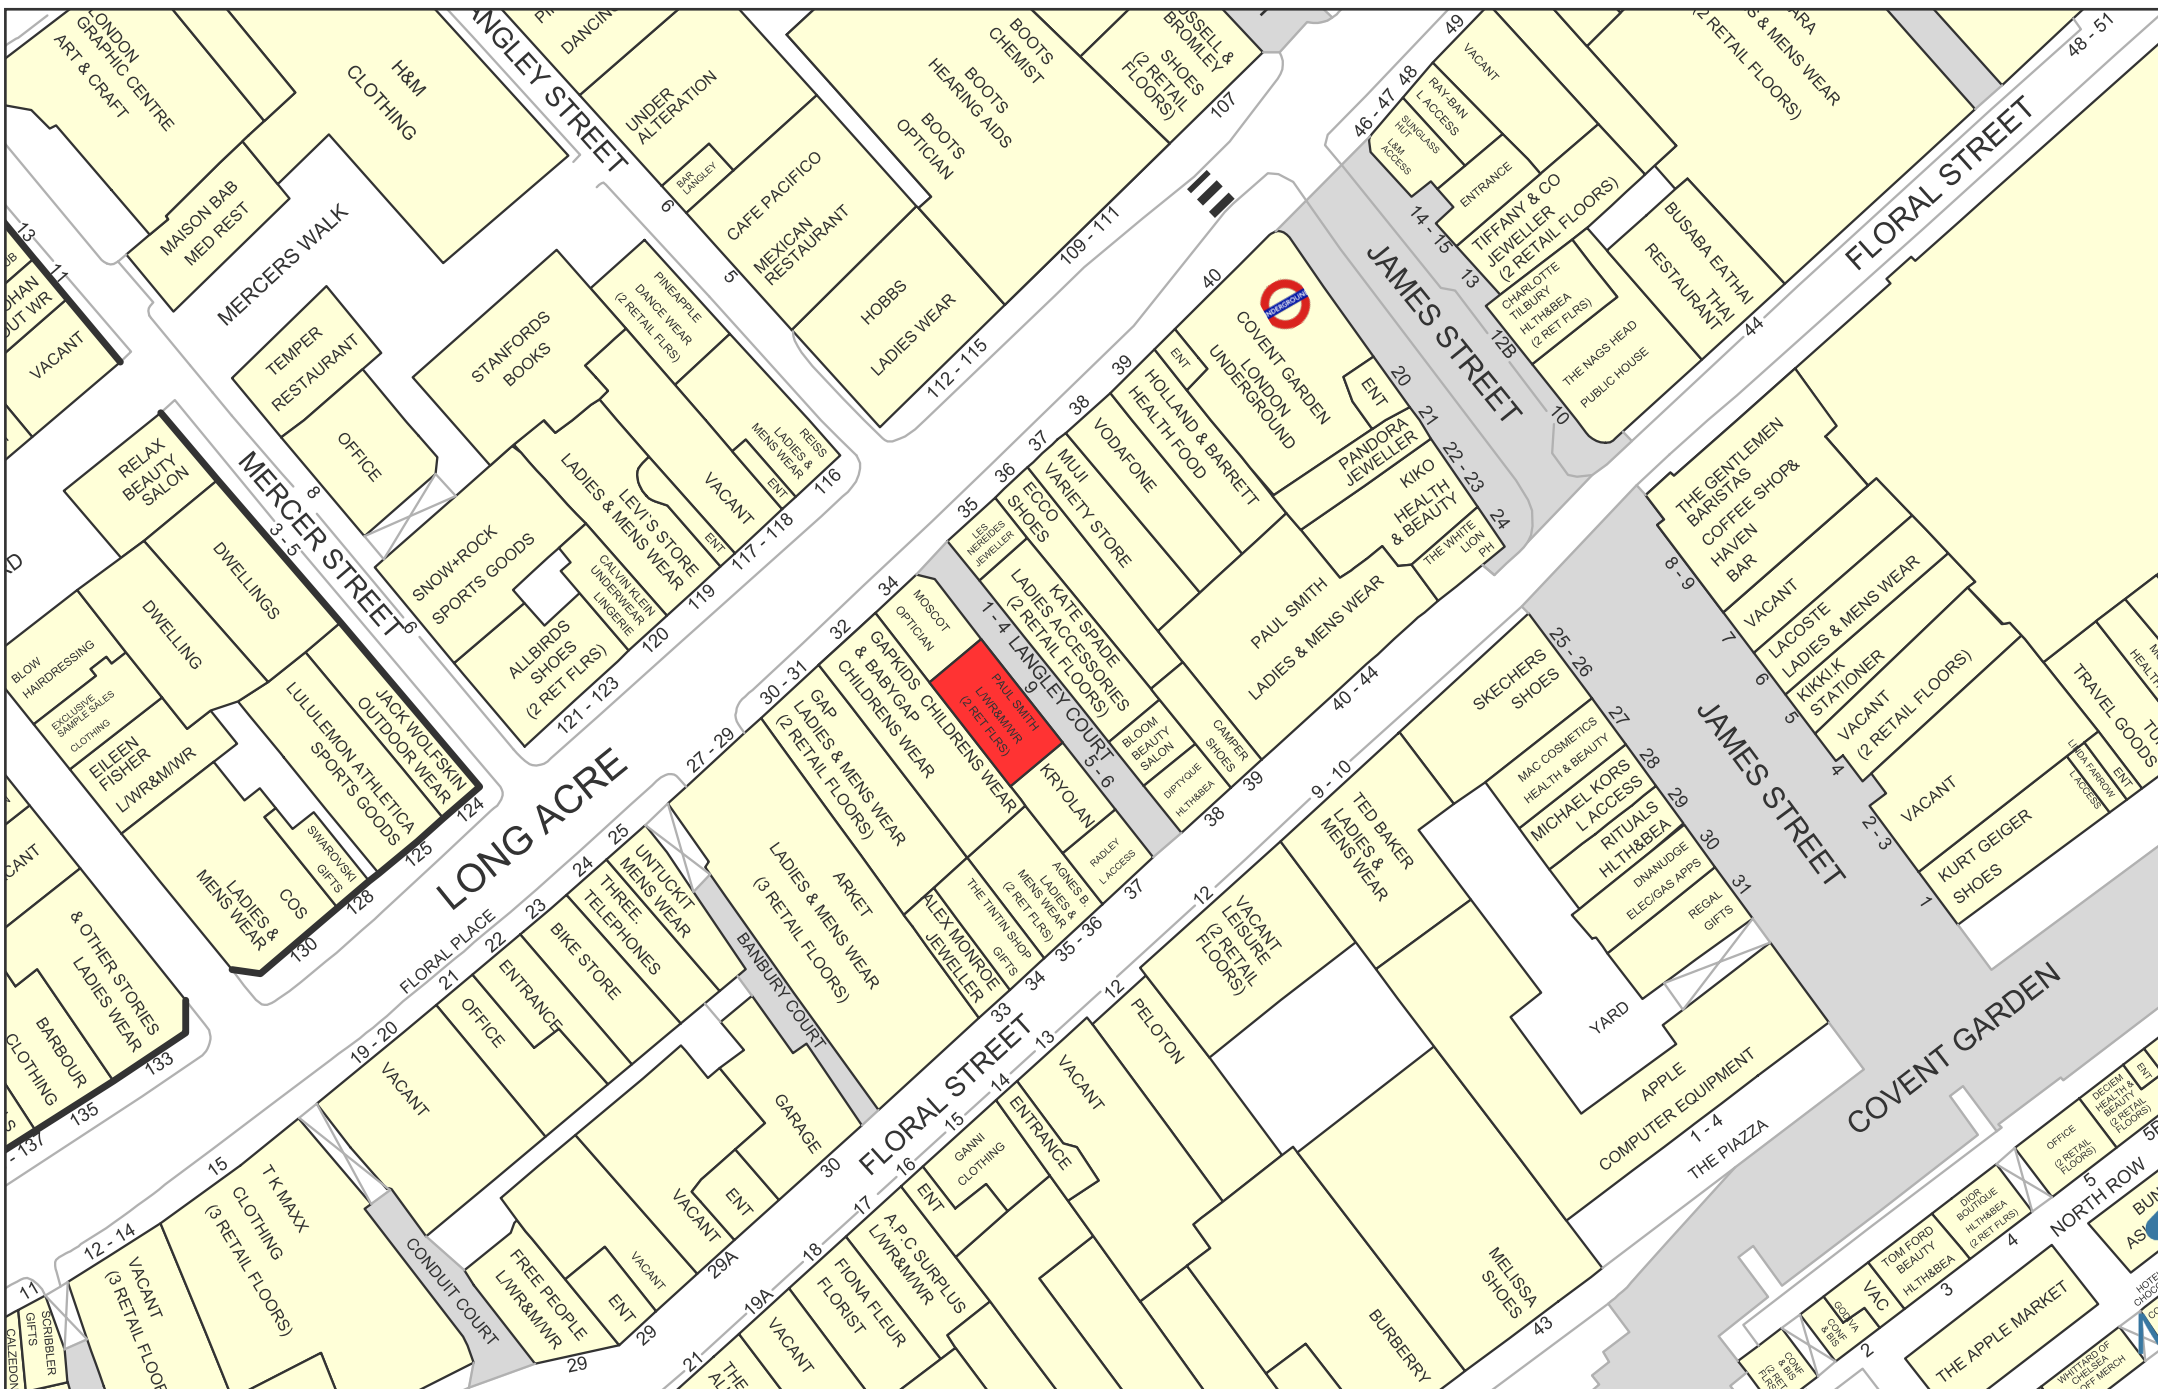 LONDON
GRAPHIC CENTRE
ART & CRAFT
H&M
CLOTHING
MAISON BAB
MED REST
MERCERS WALK
LANGLEY STREET
DANCING
UNDER
ALTERATION
BAR
LANGLEY
6
5
CAFE PACIFICO
MEXICAN
RESTAURANT
HOBBS
LADIES WEAR
BOOTS
CHEMIST
BOOTS
HEARING AIDS
BOOTS
OPTICIAN
RUSSELL &
BROMLEY
SHOES
(2 RETAIL
FLOORS)
107
109 - 111
112 - 115
49
48
46 - 47
VACANT
RAY-BAN
L ACCESS
SUNGLASS
HUT
L&M
ACCESS
ENTRANCE
TIFFANY & CO
JEWELLER
(2 RETAIL FLOORS)
14 - 15
13
12B
10
CHARLOTTE
TILBURY
HLTH&BEA
(2 RET FLRS)
THE NAGS HEAD
PUBLIC HOUSE
BUSABA EATHAI
THAI
RESTAURANT
44
ZARA
S & MENS WEAR
(2 RETAIL FLOORS)
48 - 51
FLORAL STREET
JAMES STREET
13
11
VACANT
TEMPER
RESTAURANT
OFFICE
8
STANFORDS
BOOKS
PINEAPPLE
DANCE WEAR
(2 RETAIL FLRS)
REISS
LADIES &
MENS WEAR
ENT
116
VACANT
ENT
117 - 118
LEVI'S STORE
LADIES & MENS WEAR
119
CALVIN KLEIN
UNDERWEAR
LINGERIE
120
SNOW+ROCK
SPORTS GOODS
6
ALLBIRDS
SHOES
(2 RET FLRS)
121 - 123
MERCER STREET
3 - 5
RELAX
BEAUTY
SALON
DWELLINGS
DWELLING
BLOW
HAIRDRESSING
EXCLUSIVE
SAMPLE SALES
CLOTHING
EILEEN
FISHER
L/WR&M/WR
JACK WOLFSKIN
OUTDOOR WEAR
LULULEMON ATHLETICA
SPORTS GOODS
124
125
SWAROVSKI
GIFTS
128
COS
LADIES &
MENS WEAR
130
& OTHER STORIES
LADIES WEAR
133
BARBOUR
CLOTHING
135
- 137
LONG ACRE
FLORAL PLACE
40
39
38
37
36
35
34
32
30 - 31
27 - 29
25
24
23
22
21
19 - 20
15
12 - 14
11
UNDERGROUND
COVENT GARDEN
LONDON
UNDERGROUND
ENT
ENT
20
21
22 - 23
24
PANDORA
JEWELLER
KIKO
HEALTH
& BEAUTY
THE WHITE
LION
PH
HOLLAND & BARRETT
HEALTH FOOD
VODAFONE
MUJI
VARIETY STORE
ECCO
SHOES
LES
NEREIDES
JEWELLER
KATE SPADE
LADIES ACCESSORIES
(2 RETAIL FLOORS)
PAUL SMITH
LADIES & MENS WEAR
40 - 44
CAMPER
SHOES
39
BLOOM
BEAUTY
SALON
DIPTYQUE
HLTH&BEA
38
1 - 4
LANGLEY COURT
9
5 - 6
MOSCOT
OPTICIAN
PAUL SMITH
L/WR&M/WR
(2 RET FLRS)
KRYOLAN
RADLEY
L ACCESS
37
GAPKIDS CHILDRENS WEAR
& BABYGAP
CHILDRENS WEAR
GAP
LADIES & MENS WEAR
(2 RETAIL FLOORS)
AGNES B.
LADIES &
MENS WEAR
(2 RET FLRS)
35 - 36
THE TINTIN SHOP
GIFTS
34
ALEX MONROE
JEWELLER
33
ARKET
LADIES & MENS WEAR
(3 RETAIL FLOORS)
BANBURY COURT
UNTUCKIT
MENS WEAR
THREE.
TELEPHONES
BIKE STORE
ENTRANCE
OFFICE
VACANT
GARAGE
30
ENT
VACANT
29A
VACANT
ENT
29
FREE PEOPLE
L/WR&M/WR
29
CONDUIT COURT
T K MAXX
CLOTHING
(3 RETAIL FLOORS)
VACANT
(3 RETAIL FLOOR
SCRIBBLER
GIFTS
FLORAL STREET
9 - 10
12
12
13
14
15
16
17
18
19A
21
SKECHERS
SHOES
25 - 26
27
28
29
30
31
MAC COSMETICS
HEALTH & BEAUTY
MICHAEL KORS
L ACCESS
RITUALS
HLTH&BEA
DNANUDGE
ELEC/GAS APPS
REGAL
GIFTS
TED BAKER
LADIES &
MENS WEAR
VACANT
LEISURE
(2 RETAIL
FLOORS)
PELOTON
VACANT
ENTRANCE
GANNI
CLOTHING
ENT
A.P.C SURPLUS
L/WR&M/WR
FIONA FLEUR
FLORIST
VACANT
YARD
APPLE
COMPUTER EQUIPMENT
1 - 4
THE PIAZZA
MELISSA
SHOES
43
BURBERRY
JAMES STREET
THE GENTLEMEN
BARISTAS
COFFEE SHOP&
HAVEN
BAR
8 - 9
VACANT
7
LACOSTE
LADIES & MENS WEAR
6
KIKKIK
STATIONER
5
VACANT
(2 RETAIL FLOORS)
4
VACANT
2 - 3
KURT GEIGER
SHOES
1
LINDA FARROW
L ACCESS
ENT
TRAVEL GOODS
COVENT GARDEN
DECIEM
HEALTH &
BEAUTY
(2 RETAIL
FLOORS)
ENT
OFFICE
(2 RETAIL
FLOORS)
5
NORTH ROW
DIOR
BOUTIQUE
HLTH&BEA
(2 RET FLRS)
4
TOM FORD
BEAUTY
HLTH&BEA
3
VAC
2
THE APPLE MARKET
WHITTARD OF
CHELSEA